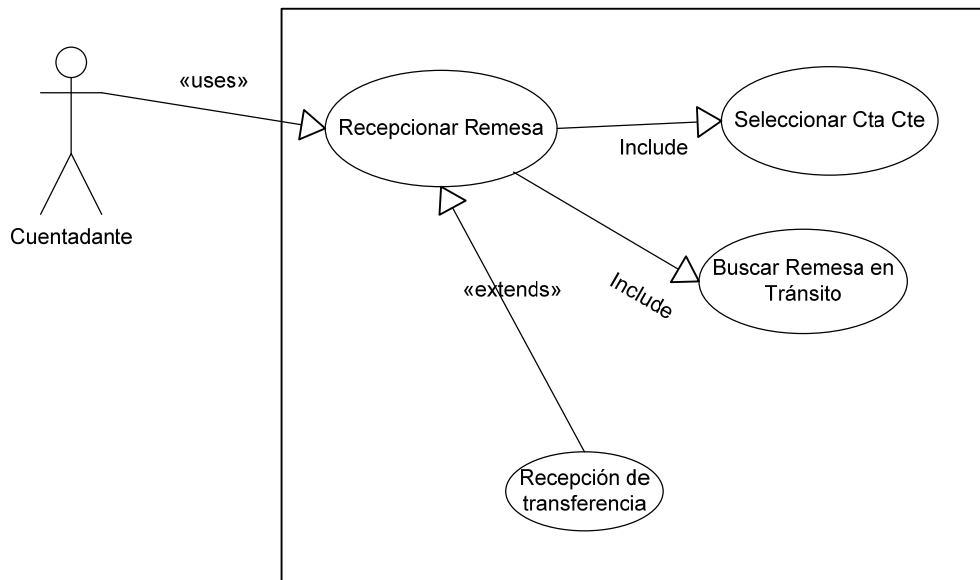 «uses»
Recepcionar Remesa
Seleccionar Cta Cte
Include
Cuentadante
Buscar Remesa en
Tránsito
«extends»
Include
Recepción de
transferencia